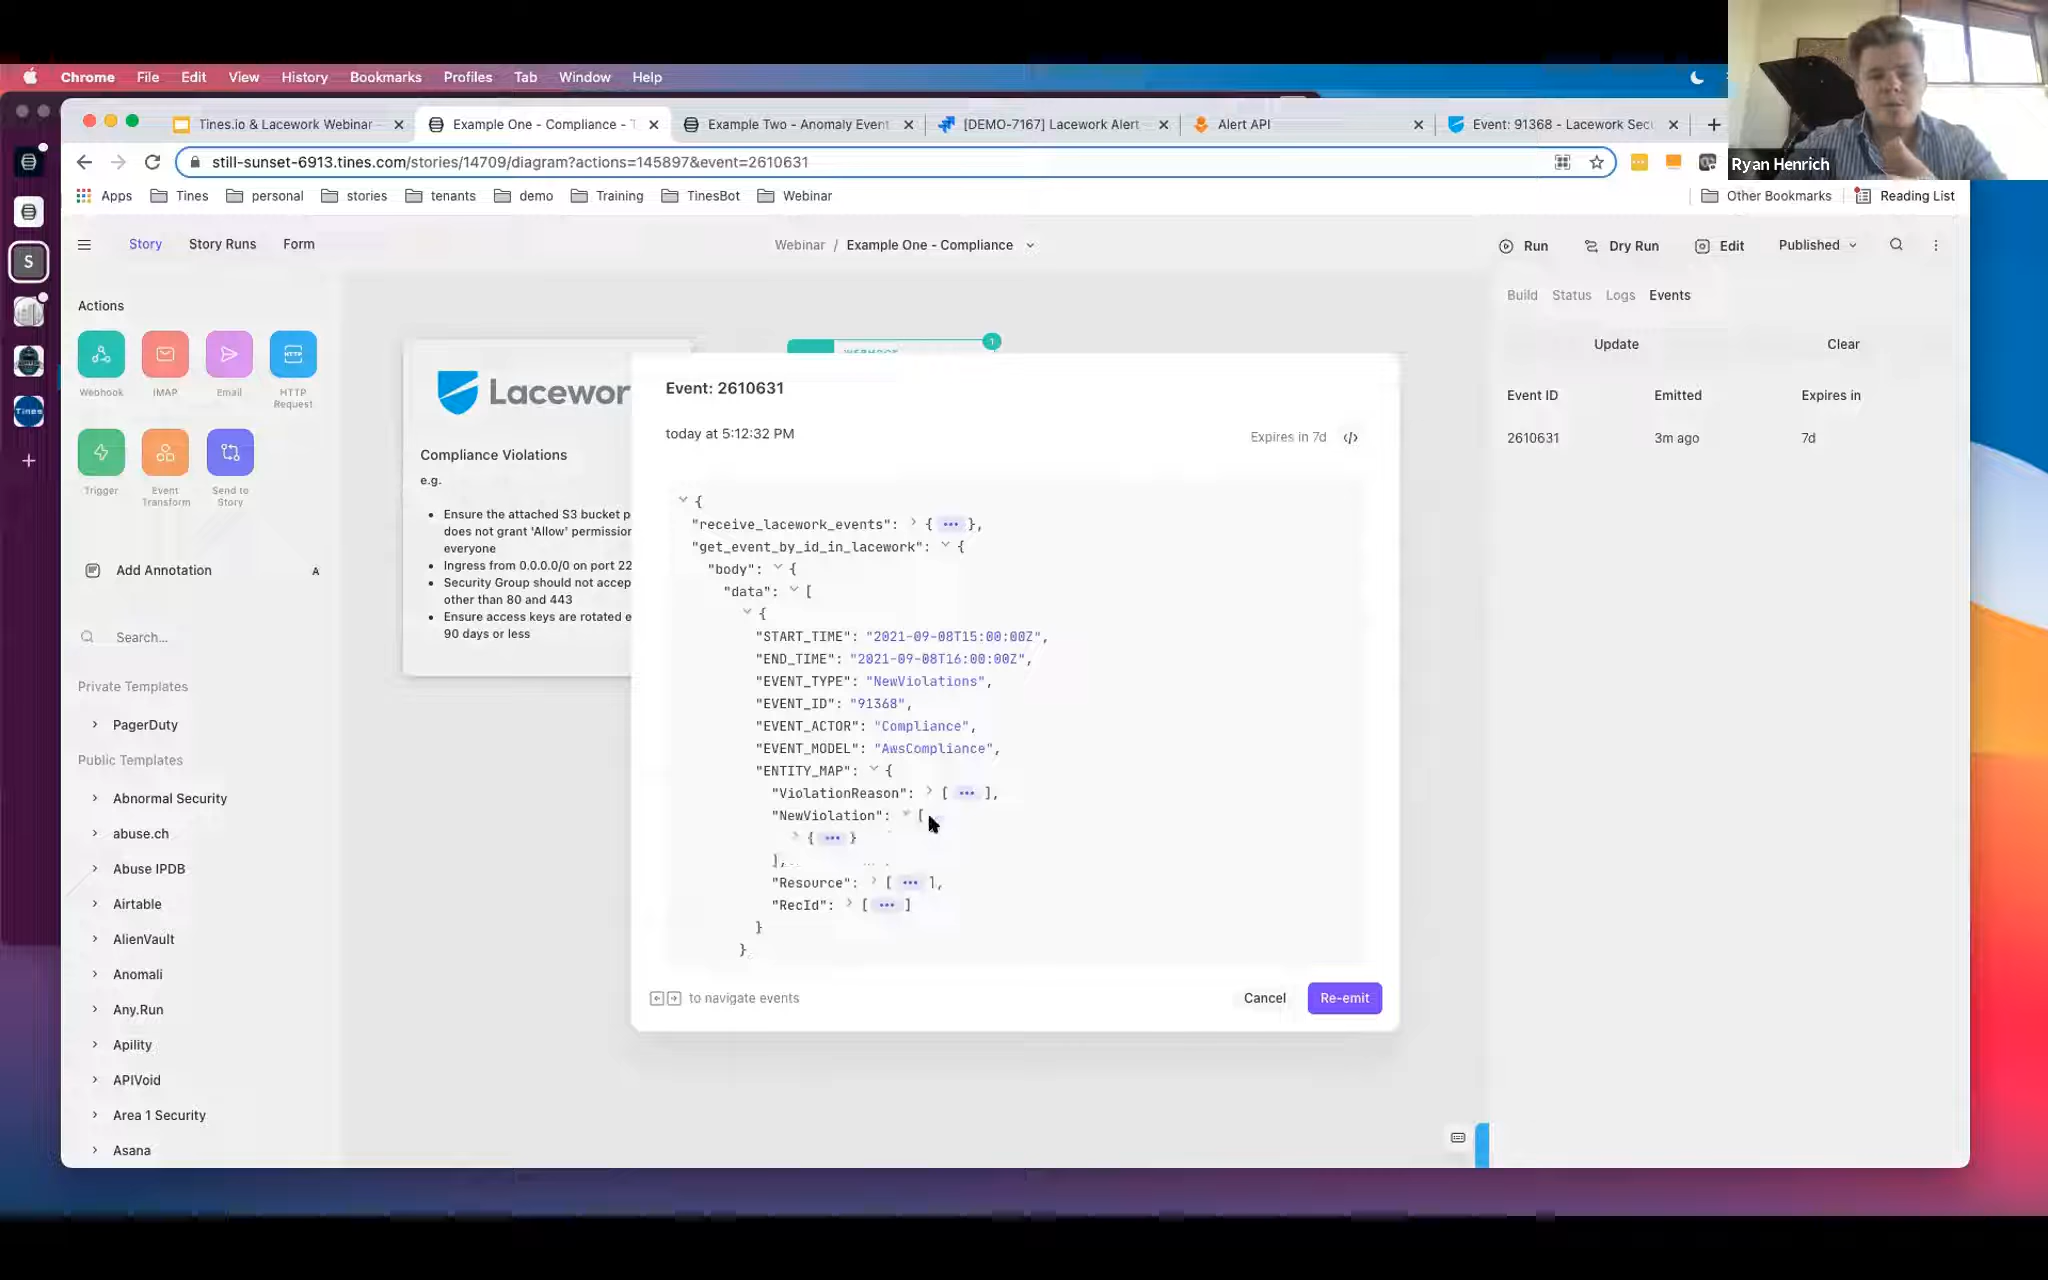 Chrome File Edit View History Bookmarks Profiles Tab Window Help
Ryan Henrich
Tines.io & Lacework Webinar
Example One - Compliance - T
Example Two - Anomaly Event
[DEMO-7167] Lacework Alert
Alert API
Event: 91368 - Lacework Secu
still-sunset-6913.tines.com/stories/14709/diagram?actions=145897&event=2610631
Apps Tines personal stories tenants demo Training TinesBot Webinar Other Bookmarks Reading List
Story Story Runs Form
Webinar / Example One - Compliance
Run Dry Run Edit Published
S
Tines
Actions
Webhook IMAP Email HTTP Request
HTTP
Trigger Event Transform Send to Story
Add Annotation A
Search...
Private Templates
PagerDuty
Public Templates
Abnormal Security
abuse.ch
Abuse IPDB
Airtable
AlienVault
Anomali
Any.Run
Apility
APIVoid
Area 1 Security
Asana
Lacewor
Compliance Violations
e.g.
Ensure the attached S3 bucket p
does not grant 'Allow' permission
everyone
Ingress from 0.0.0.0/0 on port 22
Security Group should not accep
other than 80 and 443
Ensure access keys are rotated e
90 days or less
1
Event: 2610631
today at 5:12:32 PM
Expires in 7d </>
{
"receive_lacework_events": { ... },
"get_event_by_id_in_lacework": {
"body": {
"data": [
{
"START_TIME": "2021-09-08T15:00:00Z",
"END_TIME": "2021-09-08T16:00:00Z",
"EVENT_TYPE": "NewViolations",
"EVENT_ID": "91368",
"EVENT_ACTOR": "Compliance",
"EVENT_MODEL": "AwsCompliance",
"ENTITY_MAP": {
"ViolationReason": [ ... ],
"NewViolation": [
{ ... }
],
"Resource": [ ... ],
"RecId": [ ... ]
}
}
to navigate events
Cancel Re-emit
Build Status Logs Events
Update Clear
Event ID Emitted Expires in
2610631 3m ago 7d